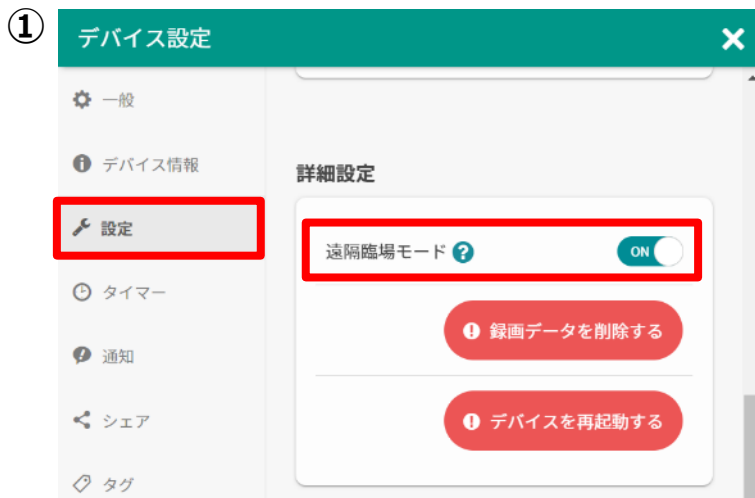 ①
デバイス設定
一般
デバイス情報
設定
タイマー
通知
シェア
タグ
詳細設定
遠隔臨場モード ?
ON
録画データを削除する
デバイスを再起動する